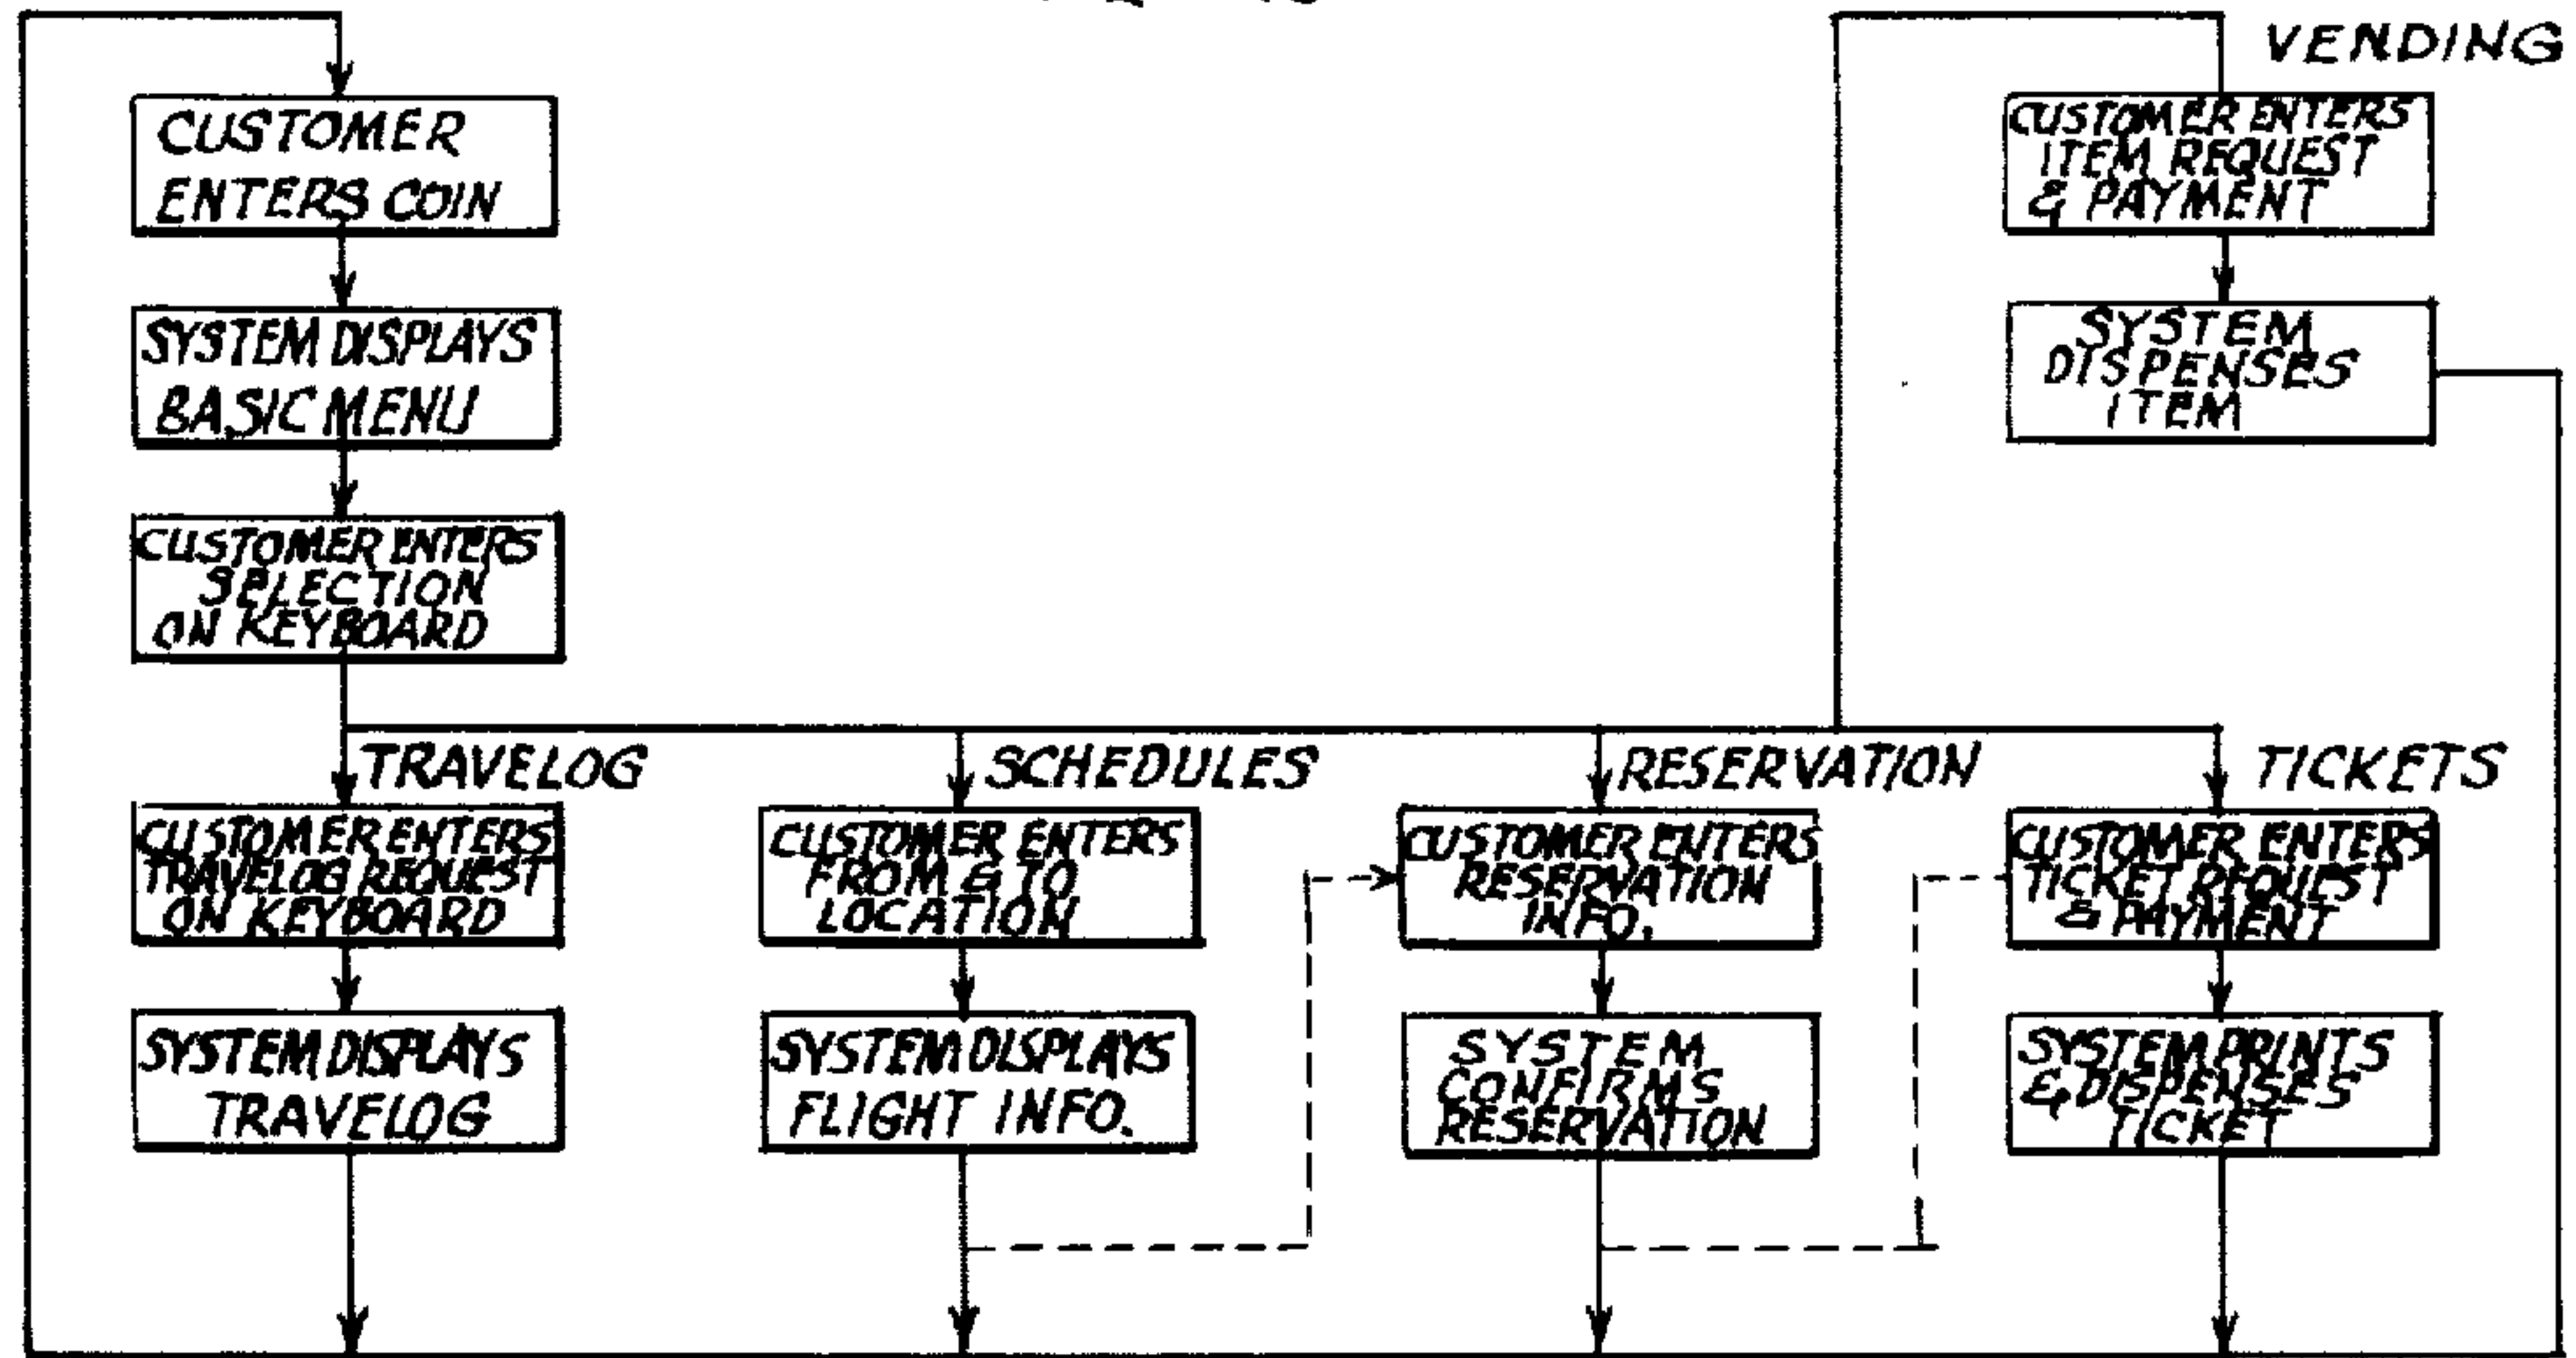 CUSTOMER
ENTERS COIN
SYSTEM DISPLAYS
BASIC MENU
CUSTOMER ENTERS
SELECTION
ON KEYBOARD
VENDING
CUSTOMER ENTERS
ITEM REQUEST
& PAYMENT
SYSTEM
DISPENSES
ITEM
TRAVELOG
CUSTOMER ENTERS
TRAVELOG REQUEST
ON KEYBOARD
SYSTEM DISPLAYS
TRAVELOG
SCHEDULES
CUSTOMER ENTERS
FROM & TO
LOCATION
SYSTEM DISPLAYS
FLIGHT INFO.
RESERVATION
CUSTOMER ENTERS
RESERVATION
INFO.
SYSTEM
CONFIRMS
RESERVATION
TICKETS
CUSTOMER ENTERS
TICKET REQUEST
& PAYMENT
SYSTEM PRINTS
& DISPENSES
TICKET